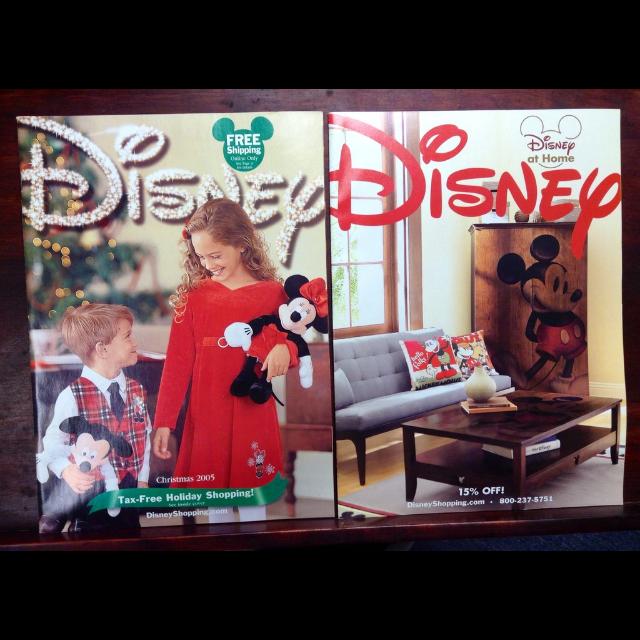 DISNEY
FREE
Shipping
Online Only
Christmas 2005
Tax-Free Holiday Shopping!
DisneyShopping.com
DISNEY
Disney
at Home
15% OFF!
DisneyShopping.com • 800-237-5751